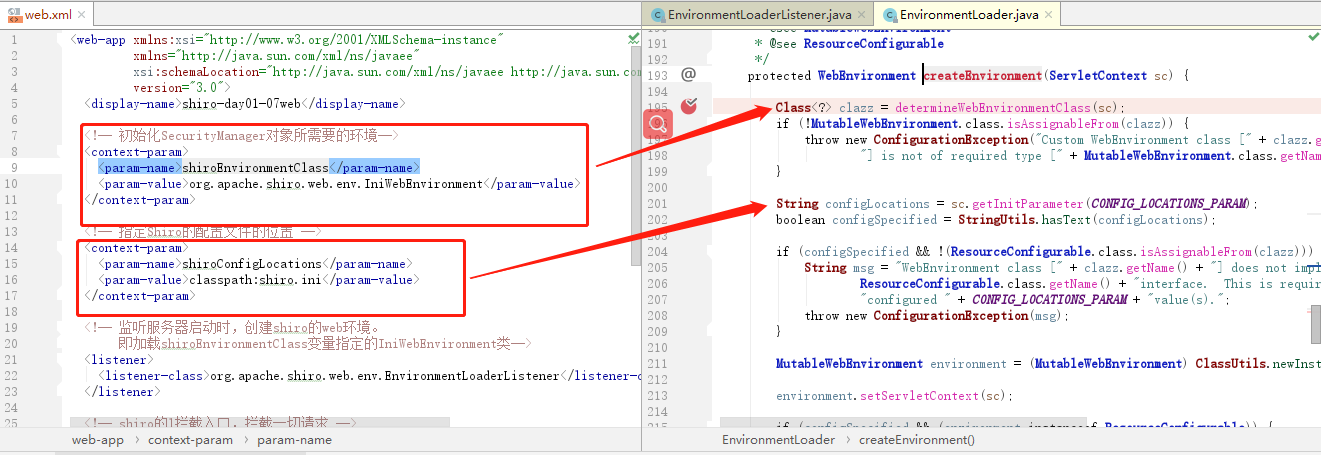 web.xml
EnvironmentLoaderListener.java
EnvironmentLoader.java
1 <web-app xmlns:xsi="http://www.w3.org/2001/XMLSchema-instance"
2 xmlns="http://java.sun.com/xml/ns/javaee"
3 xsi:schemaLocation="http://java.sun.com/xml/ns/javaee http://java.sun.com
4 version="3.0">
5 <display-name>shiro-day01-07web</display-name>
6
7 <!— 初始化SecurityManager对象所需要的环境—>
8 <context-param>
9 <param-name>shiroEnvironmentClass</param-name>
10 <param-value>org.apache.shiro.web.env.IniWebEnvironment</param-value>
11 </context-param>
12
13 <!— 指定Shiro的配置文件的位置 —>
14 <context-param>
15 <param-name>shiroConfigLocations</param-name>
16 <param-value>classpath:shiro.ini</param-value>
17 </context-param>
18
19 <!— 监听服务器启动时，创建shiro的web环境。
20 即加载shiroEnvironmentClass变量指定的IniWebEnvironment类—>
21 <listener>
22 <listener-class>org.apache.shiro.web.env.EnvironmentLoaderListener</listener-c
23 </listener>
24
25 <!— shiro的l拦截入口，拦截一切请求 —>
web-app › context-param › param-name
190 * @see MutableWebEnvironment
191 * @see ResourceConfigurable
192 */
193 @ protected WebEnvironment createEnvironment(ServletContext sc) {
194
195 Class<?> clazz = determineWebEnvironmentClass(sc);
196 if (!MutableWebEnvironment.class.isAssignableFrom(clazz)) {
197 throw new ConfigurationException("Custom WebEnvironment class [" + clazz.g
198 "] is not of required type [" + MutableWebEnvironment.class.getName
199 }
200
201 String configLocations = sc.getInitParameter(CONFIG_LOCATIONS_PARAM);
202 boolean configSpecified = StringUtils.hasText(configLocations);
203
204 if (configSpecified && !(ResourceConfigurable.class.isAssignableFrom(clazz)))
205 String msg = "WebEnvironment class [" + clazz.getName() + "] does not impl
206 ResourceConfigurable.class.getName() + "interface. This is requir
207 "configured " + CONFIG_LOCATIONS_PARAM + "value(s).";
208 throw new ConfigurationException(msg);
209 }
210
211 MutableWebEnvironment environment = (MutableWebEnvironment) ClassUtils.newInst
212
213 environment.setServletContext(sc);
214
215 if (configSpecified && (environment instanceof ResourceConfigurable)) {
EnvironmentLoader › createEnvironment()